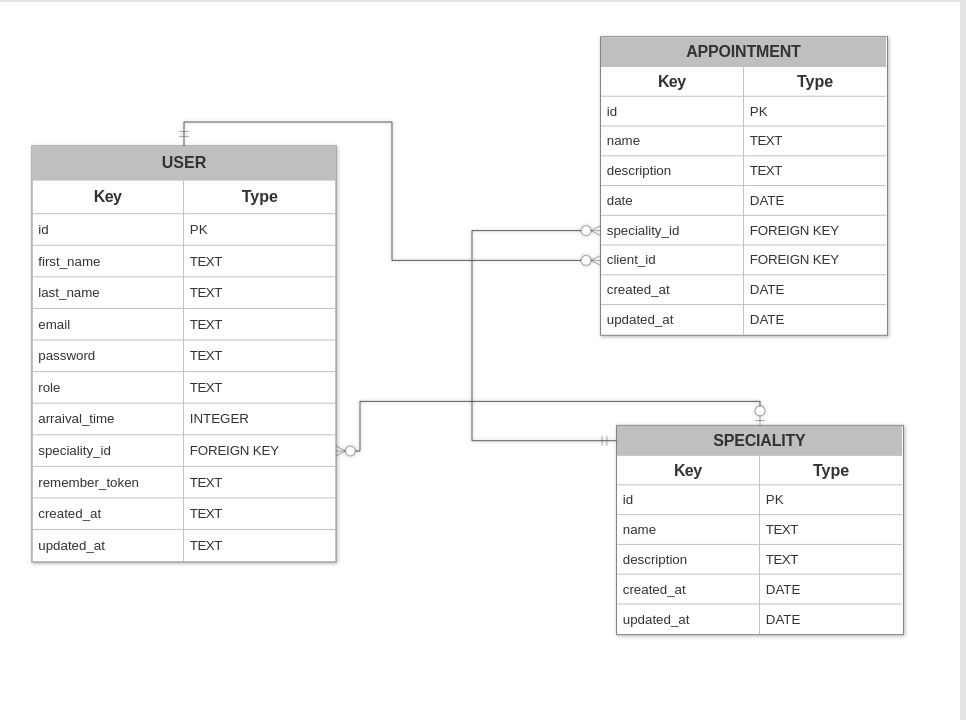 APPOINTMENT
Key Type
id PK
name TEXT
description TEXT
date DATE
speciality_id FOREIGN KEY
client_id FOREIGN KEY
created_at DATE
updated_at DATE
USER
Key Type
id PK
first_name TEXT
last_name TEXT
email TEXT
password TEXT
role TEXT
arraival_time INTEGER
speciality_id FOREIGN KEY
remember_token TEXT
created_at TEXT
updated_at TEXT
SPECIALITY
Key Type
id PK
name TEXT
description TEXT
created_at DATE
updated_at DATE